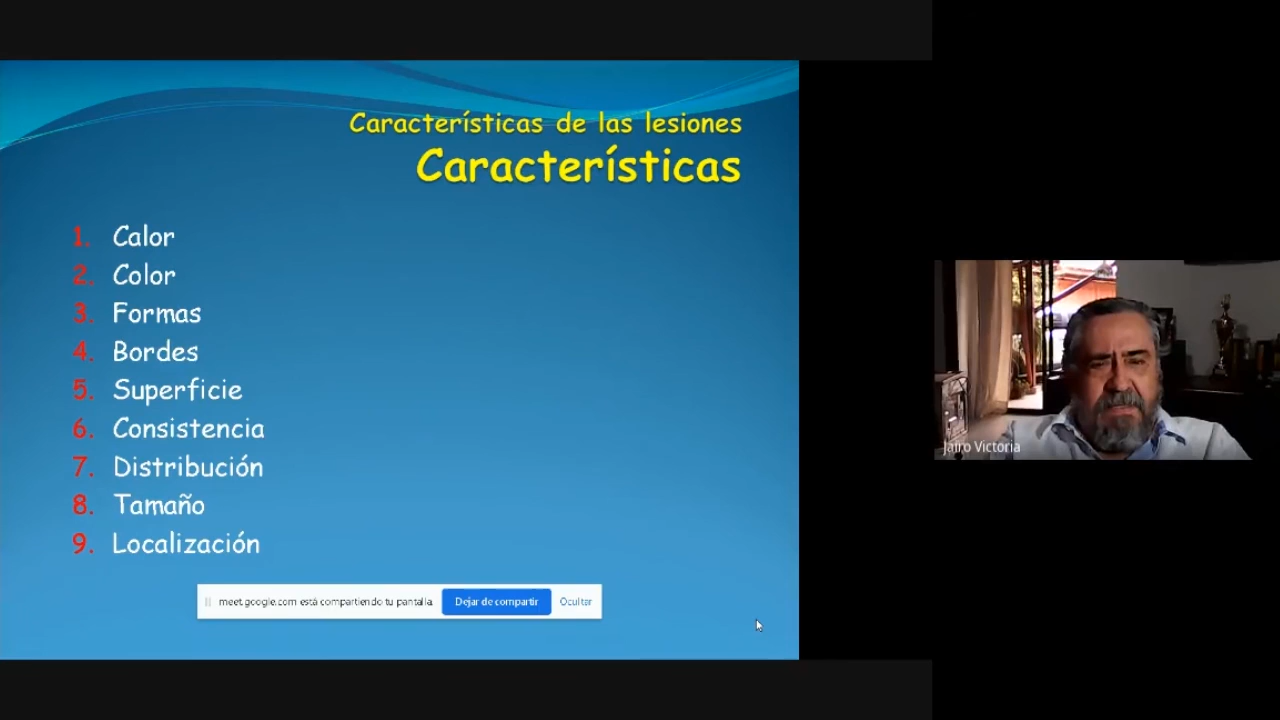 Características de las lesiones
Características
1. Calor
2. Color
3. Formas
4. Bordes
5. Superficie
6. Consistencia
7. Distribución
8. Tamaño
9. Localización
meet.google.com está compartiendo tu pantalla. Dejar de compartir Ocultar
Jairo Victoria